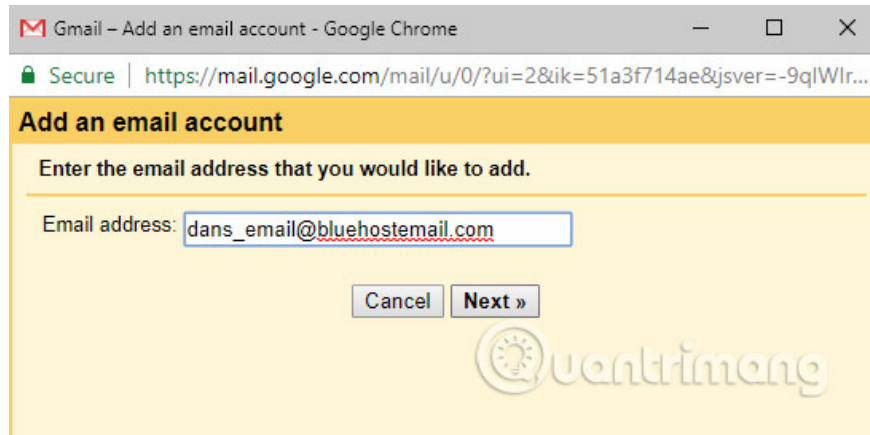 Gmail – Add an email account - Google Chrome
Secure | https://mail.google.com/mail/u/0/?ui=2&ik=51a3f714ae&jsver=-9qlWIr...
Add an email account
Enter the email address that you would like to add.
Email address: dans_email@bluehostemail.com
Cancel Next »
Quantrimang